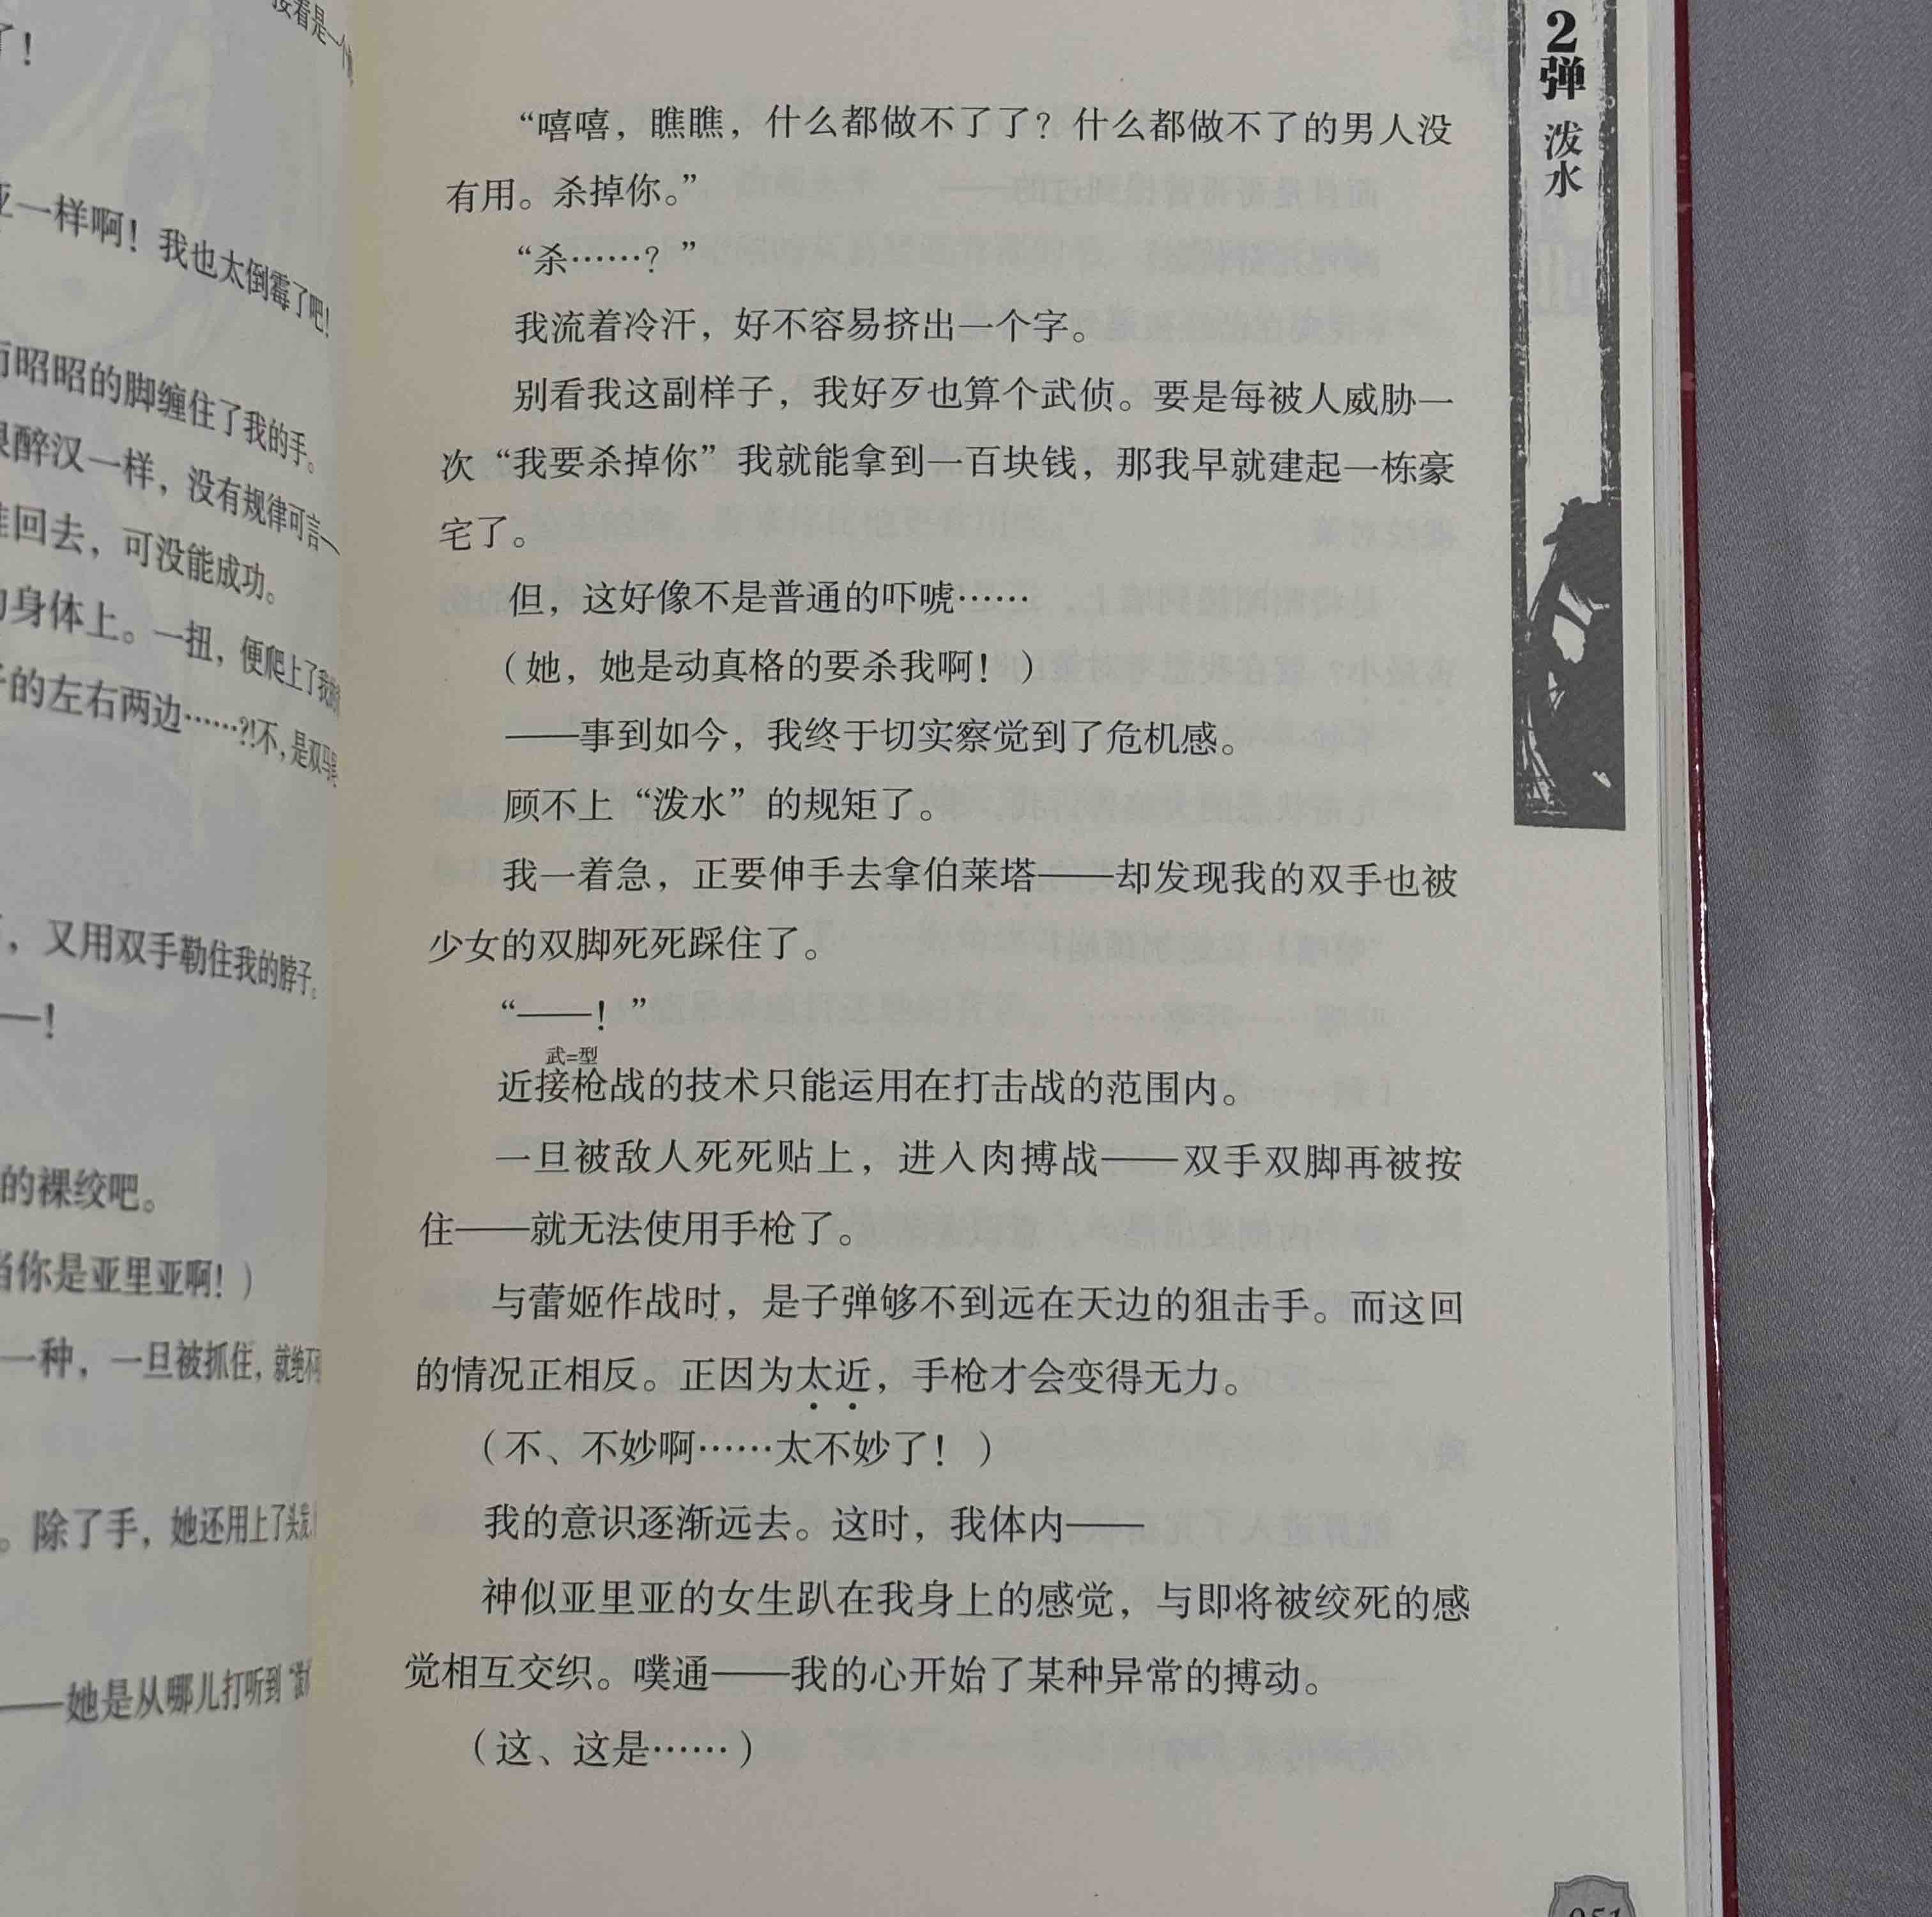 了！
亚一样啊！我也太倒霉了吧！
昭昭的脚缠住了我的手。
醉汉一样，没有规律可言——
回去，可没能成功。
身体上。一扭，便爬上了我
的左右两边……?!不，是双马
，又用双手勒住我的脖子。
——！
的裸绞吧。
当你是亚里亚啊！）
一种，一旦被抓住，就绝不
。除了手，她还用上了头发
——她是从哪儿打听到
“嘻嘻，瞧瞧，什么都做不了了？什么都做不了的男人没
有用。杀掉你。”
“杀……？”
我流着冷汗，好不容易挤出一个字。
别看我这副样子，我好歹也算个武侦。要是每被人威胁一
次“我要杀掉你”我就能拿到一百块钱，那我早就建起一栋豪
宅了。
但，这好像不是普通的吓唬……
（她，她是动真格的要杀我啊！）
——事到如今，我终于切实察觉到了危机感。
顾不上“泼水”的规矩了。
我一着急，正要伸手去拿伯莱塔——却发现我的双手也被
少女的双脚死死踩住了。
“——！”
武=型
近接枪战的技术只能运用在打击战的范围内。
一旦被敌人死死贴上，进入肉搏战——双手双脚再被按
住——就无法使用手枪了。
与蕾姬作战时，是子弹够不到远在天边的狙击手。而这回
的情况正相反。正因为太近，手枪才会变得无力。
（不、不妙啊……太不妙了！）
我的意识逐渐远去。这时，我体内——
神似亚里亚的女生趴在我身上的感觉，与即将被绞死的感
觉相互交织。噗通——我的心开始了某种异常的搏动。
（这、这是……）
2弹 泼水
051